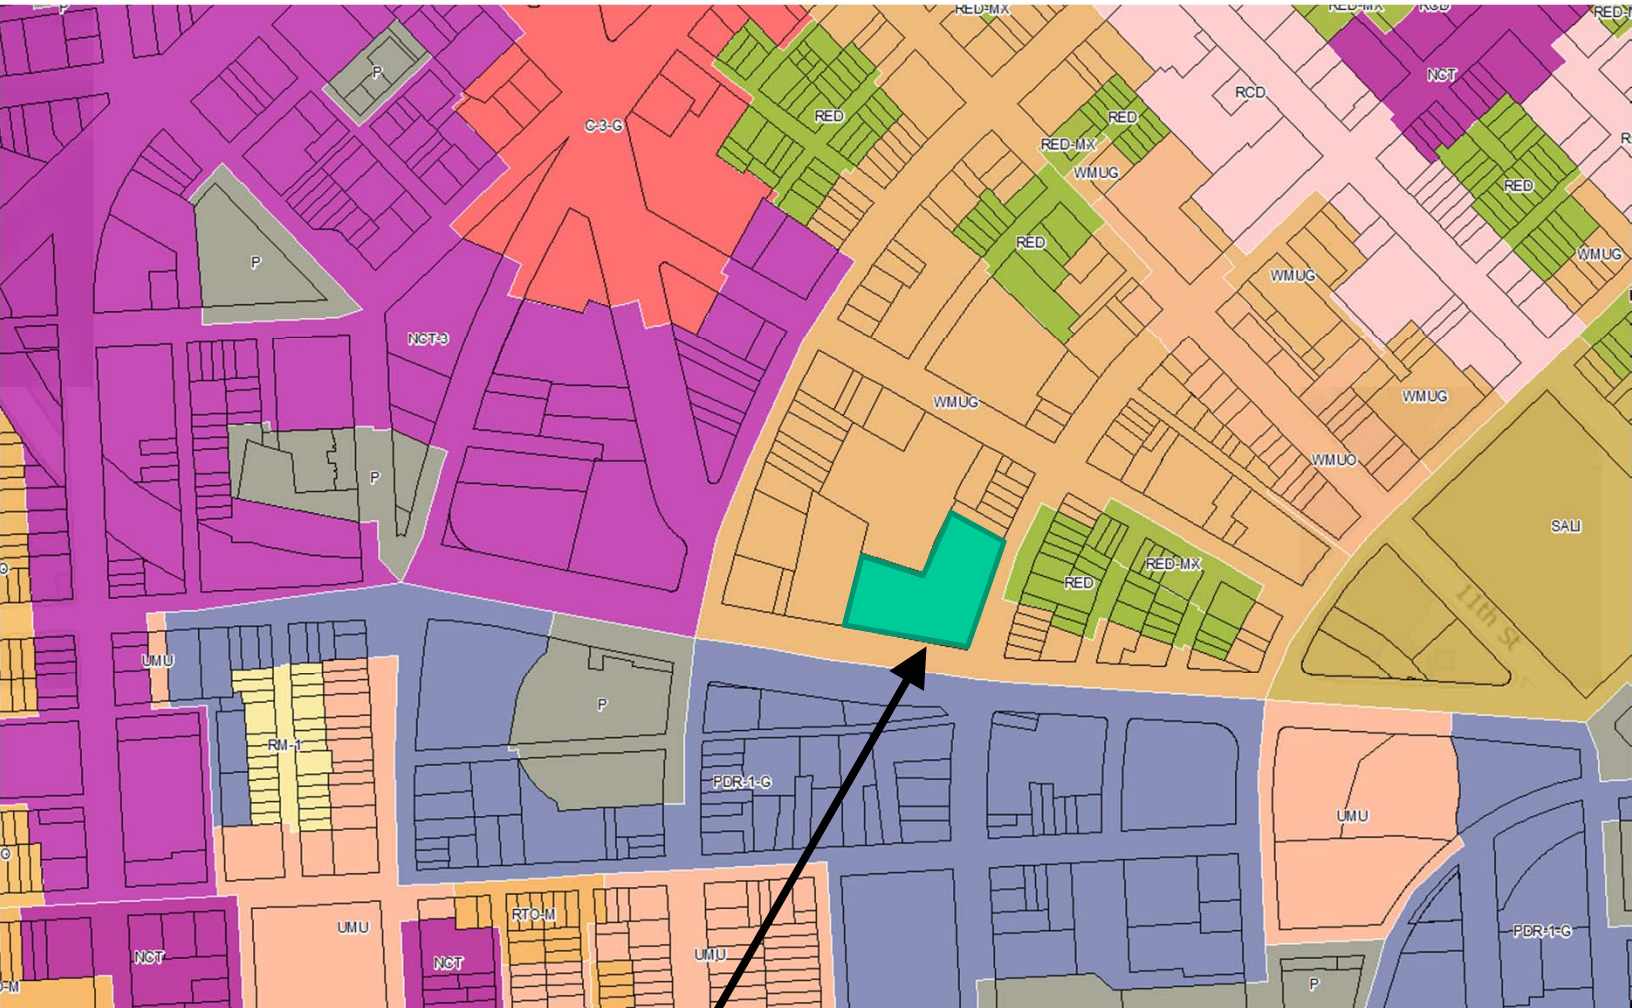 P
RED-MX
RED-MX
P
NCT
RCD
C-3-G
RED
RED
RED-MX
WMUG
RED
RED
WMUG
P
WMUG
NCT-3
WMUG
WMUG
WMUO
P
SALI
RED-MX
RED
11th St
UMU
P
RM-1
PDR-1-G
UMU
RTO-M
UMU
UMU
PDR-1-G
NCT
NCT
P